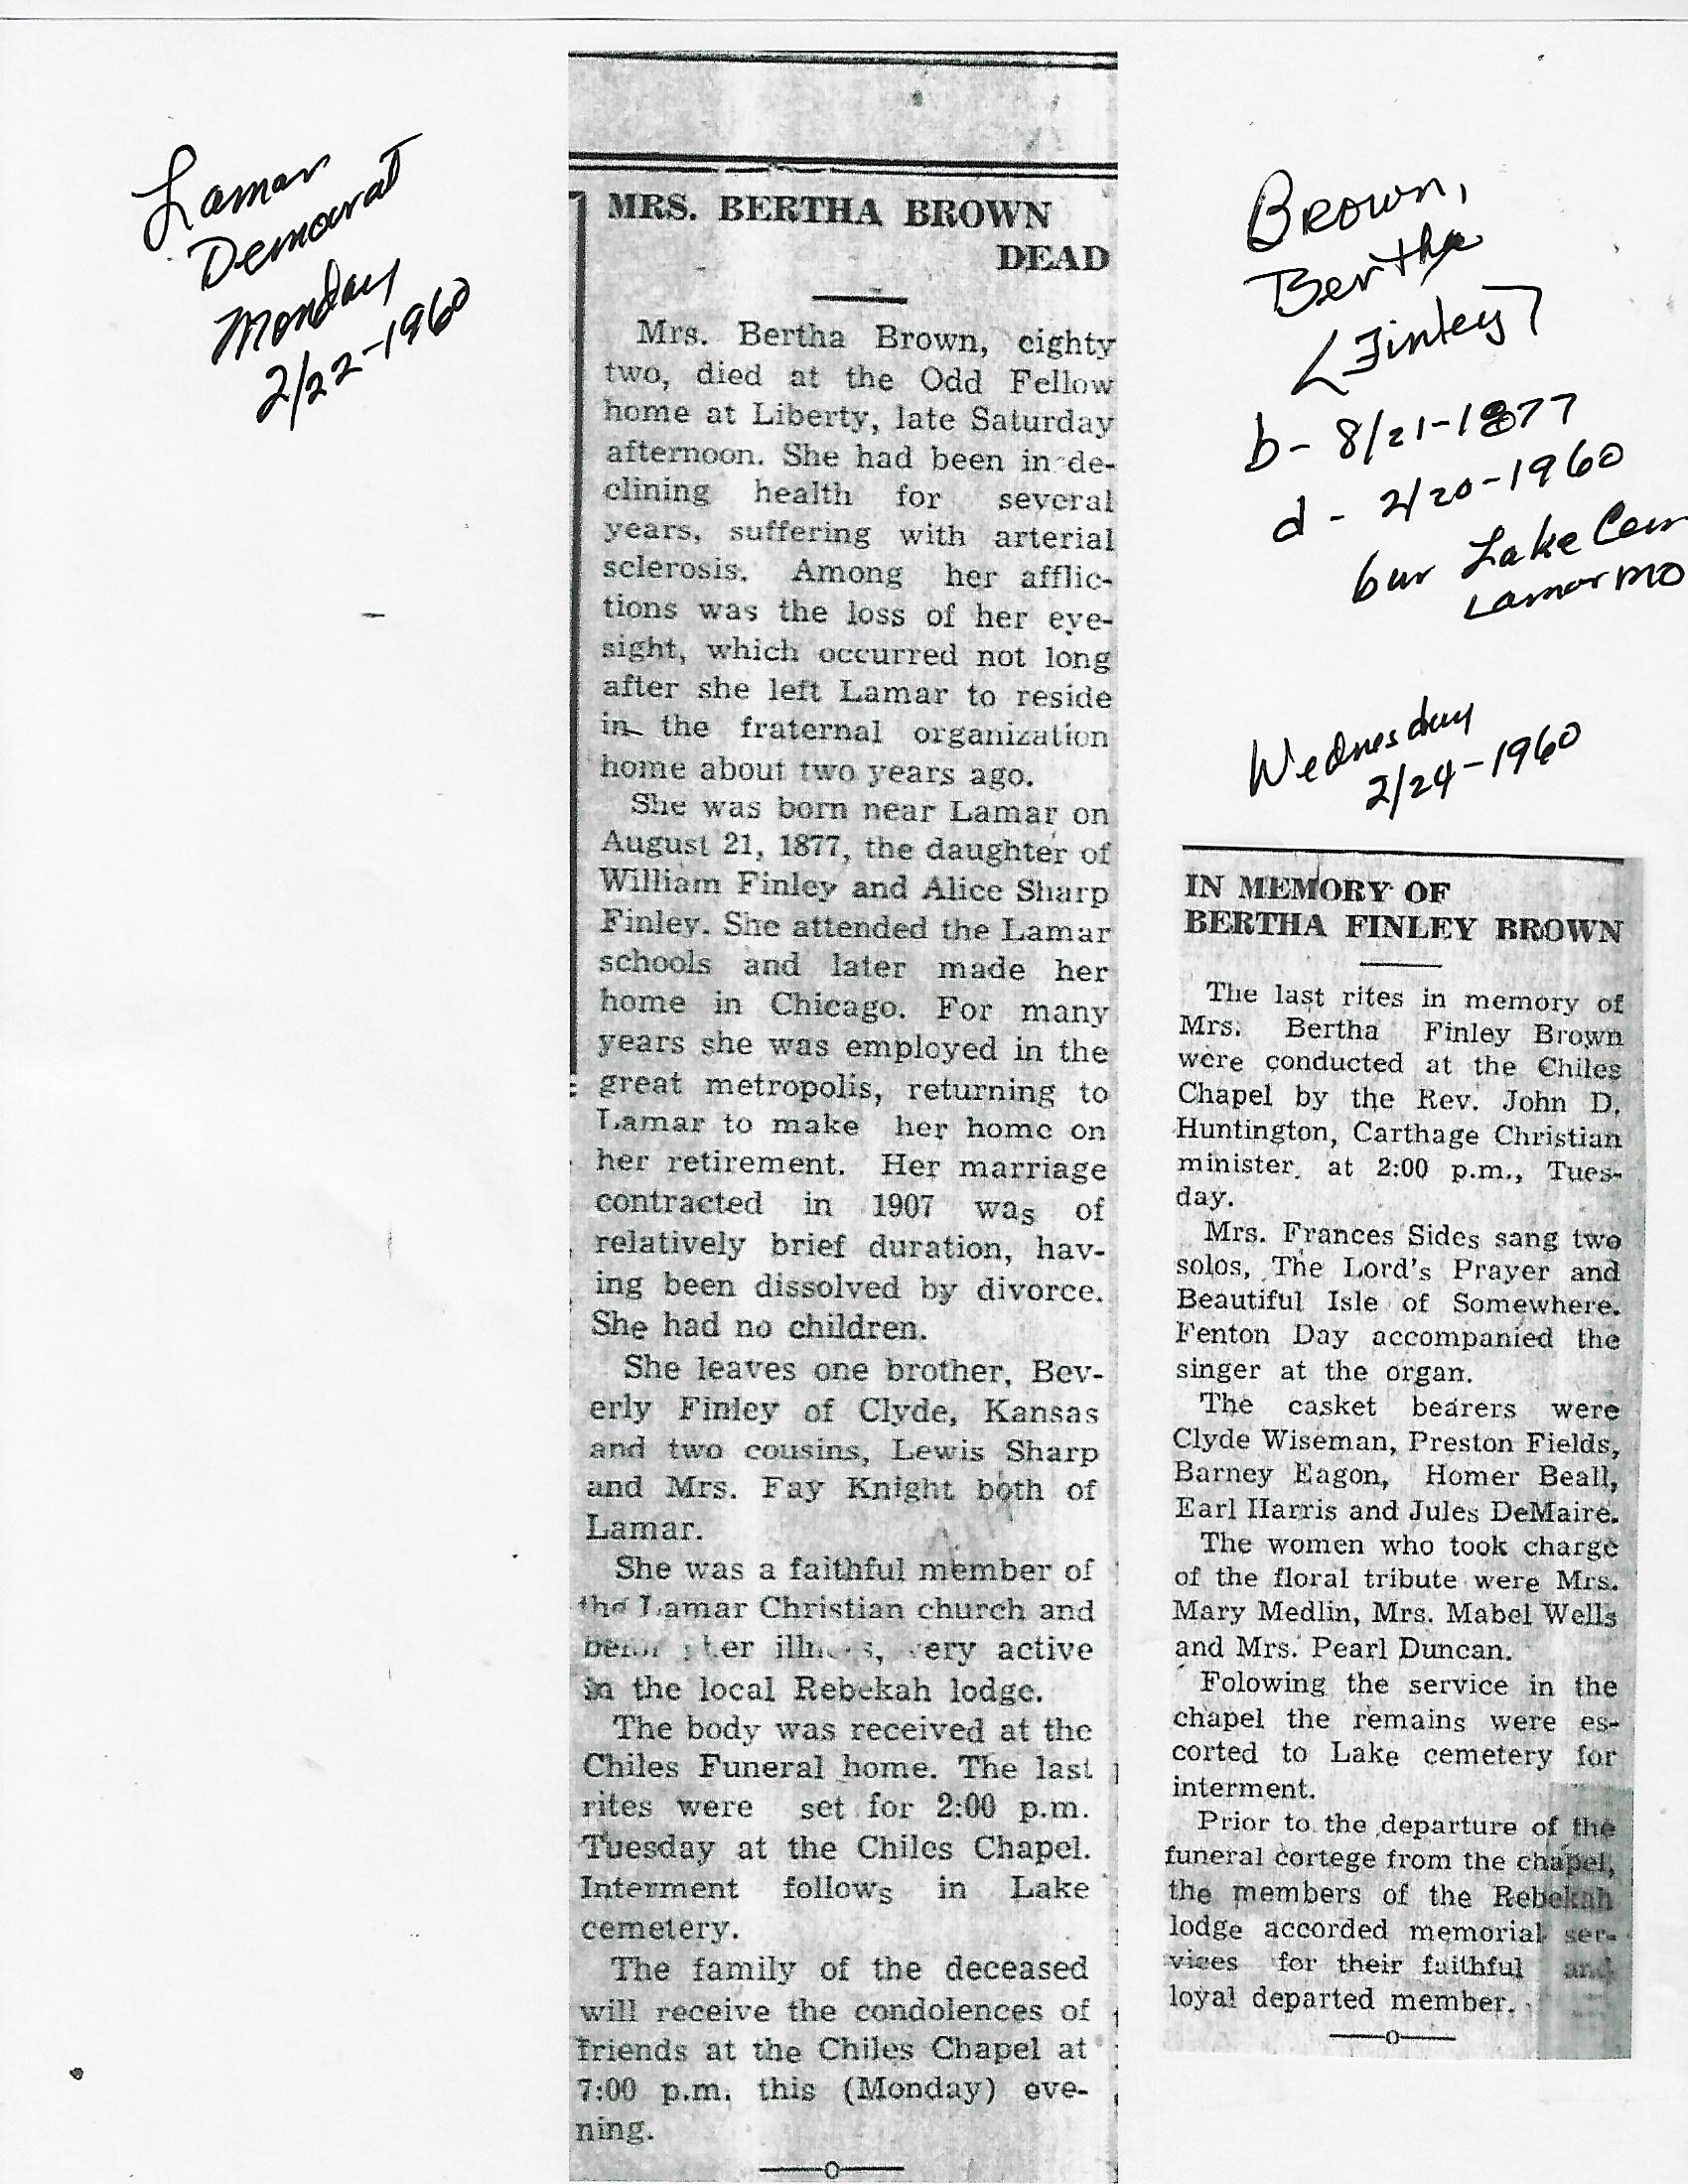 Lamar
Democrat
Monday
2/22-1960
MRS. BERTHA BROWN
DEAD
Mrs. Bertha Brown, eighty
two, died at the Odd Fellow
home at Liberty, late Saturday
afternoon. She had been in de-
clining health for several
years, suffering with arterial
sclerosis. Among her afflic-
tions was the loss of her eye-
sight, which occurred not long
after she left Lamar to reside
in the fraternal organization
home about two years ago.
She was born near Lamar on
August 21, 1877, the daughter of
William Finley and Alice Sharp
Finley. She attended the Lamar
schools and later made her
home in Chicago. For many
years she was employed in the
great metropolis, returning to
Lamar to make her home on
her retirement. Her marriage
contracted in 1907 was of
relatively brief duration, hav-
ing been dissolved by divorce.
She had no children.
She leaves one brother, Bev-
erly Finley of Clyde, Kansas
and two cousins, Lewis Sharp
and Mrs. Fay Knight both of
Lamar.
She was a faithful member of
the Lamar Christian church and
her active
in the local Rebekah lodge.
The body was received at the
Chiles Funeral home. The last
rites were set for 2:00 p.m.
Tuesday at the Chiles Chapel.
Interment follows in Lake
cemetery.
The family of the deceased
will receive the condolences of
friends at the Chiles Chapel at
7:00 p.m. this (Monday) eve-
ning.
Brown,
Bertha
<Finley>
b- 8/21-1877
d- 2/20-1960
bur Lake Cem
Lamar MO
Wednesday
2/24-1960
IN MEMORY OF
BERTHA FINLEY BROWN
The last rites in memory of
Mrs. Bertha Finley Brown
were conducted at the Chiles
Chapel by the Rev. John D.
Huntington, Carthage Christian
minister, at 2:00 p.m., Tues-
day.
Mrs. Frances Sides sang two
solos, The Lord's Prayer and
Beautiful Isle of Somewhere.
Fenton Day accompanied the
singer at the organ.
The casket bearers were
Clyde Wiseman, Preston Fields,
Barney Eagon, Homer Beall,
Earl Harris and Jules DeMaire.
The women who took charge
of the floral tribute were Mrs.
Mary Medlin, Mrs. Mabel Wells
and Mrs. Pearl Duncan.
Folowing the service in the
chapel the remains were es-
corted to Lake cemetery for
interment.
Prior to the departure of the
funeral cortege from the chapel,
the members of the Rebekah
lodge accorded memorial ser-
vices for their faithful and
loyal departed member.